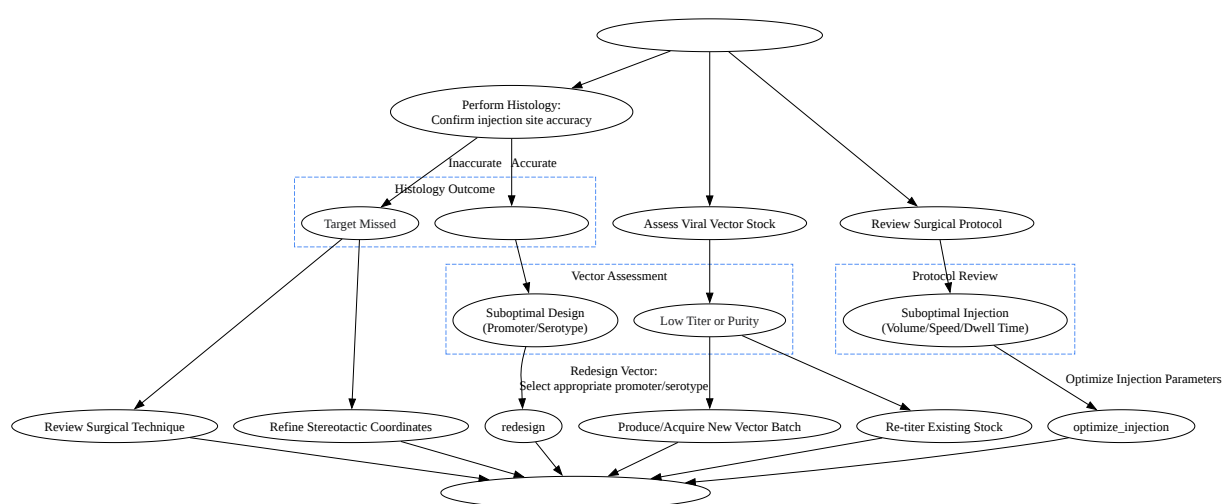 Perform Histology:
Confirm injection site accuracy
Inaccurate
Accurate
Histology Outcome
Target Missed
Assess Viral Vector Stock
Review Surgical Protocol
Vector Assessment
Protocol Review
Suboptimal Design
(Promoter/Serotype)
Low Titer or Purity
Suboptimal Injection
(Volume/Speed/Dwell Time)
Redesign Vector:
Select appropriate promoter/serotype
Optimize Injection Parameters
Review Surgical Technique
Refine Stereotactic Coordinates
redesign
Produce/Acquire New Vector Batch
Re-titer Existing Stock
optimize_injection